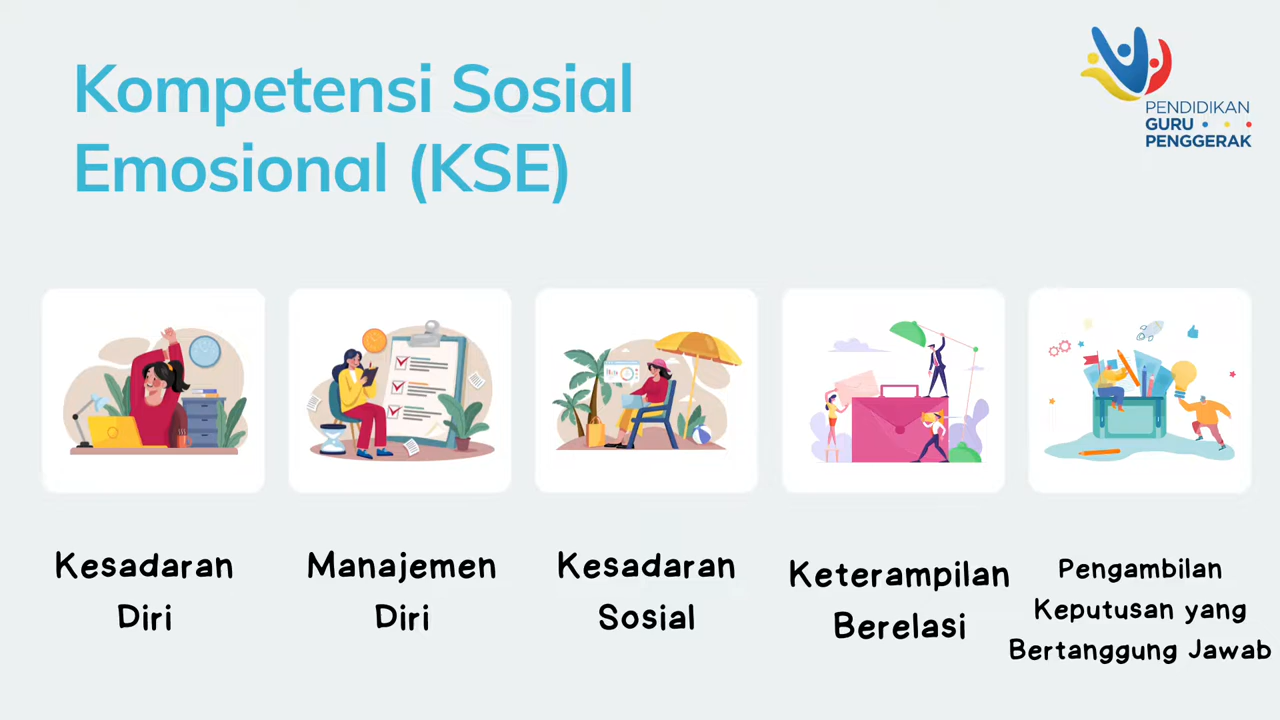 Kompetensi Sosial
Emosional (KSE)
PENDIDIKAN
GURU
PENGGERAK
Kesadaran
Diri
Manajemen
Diri
Kesadaran
Sosial
Keterampilan
Berelasi
Pengambilan
Keputusan yang
Bertanggung Jawab